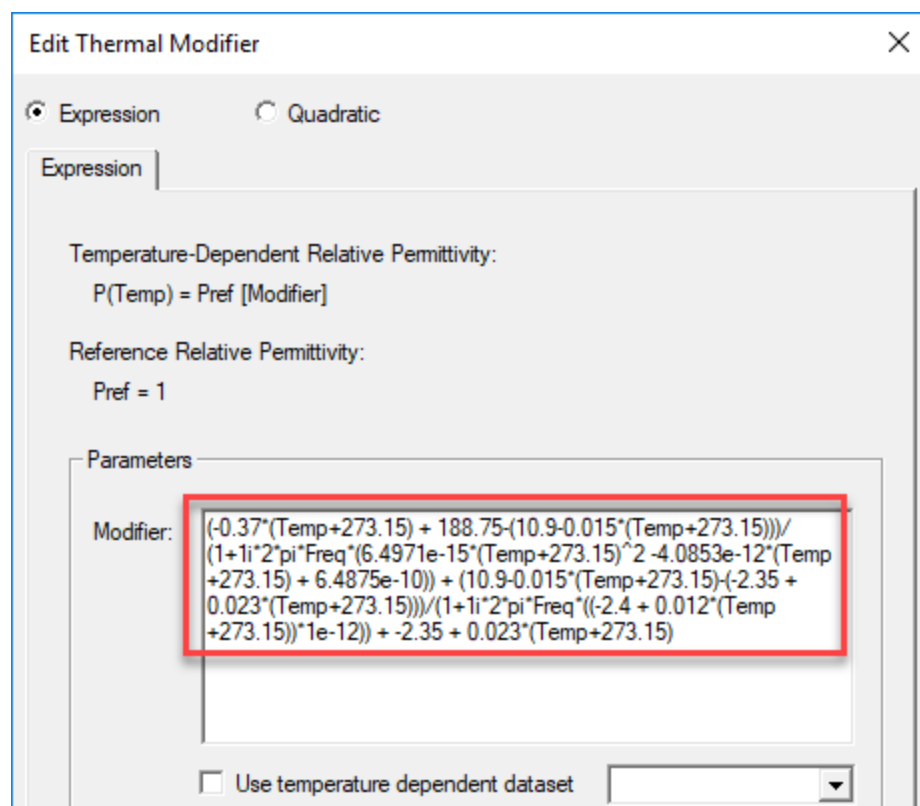 Edit Thermal Modifier
Expression
Quadratic
Expression
Temperature-Dependent Relative Permittivity:
P(Temp) = Pref [Modifier]
Reference Relative Permittivity:
Pref = 1
Parameters
Modifier:
(-0.37*(Temp+273.15) + 188.75-(10.9-0.015*(Temp+273.15)))/
(1+1i*2*pi*Freq*(6.4971e-15*(Temp+273.15)^2 -4.0853e-12*(Temp
+273.15) + 6.4875e-10)) + (10.9-0.015*(Temp+273.15)-(-2.35 +
0.023*(Temp+273.15)))/(1+1i*2*pi*Freq*((-2.4 + 0.012*(Temp
+273.15))*1e-12)) + -2.35 + 0.023*(Temp+273.15)
Use temperature dependent dataset